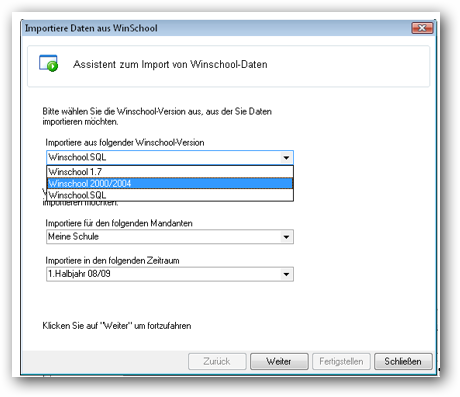 Importiere Daten aus WinSchool
Assistent zum Import von Winschool-Daten
Bitte wählen Sie die Winschool-Version aus, aus der Sie Daten
importieren möchten.
Importiere aus folgender Winschool-Version
Winschool.SQL
Winschool 1.7
Winschool 2000/2004
Winschool.SQL
importieren möchten.
Importiere für den folgenden Mandanten
Meine Schule
Importiere in den folgenden Zeitraum
1.Halbjahr 08/09
Klicken Sie auf "Weiter" um fortzufahren
Zurück Weiter Fertigstellen Schließen